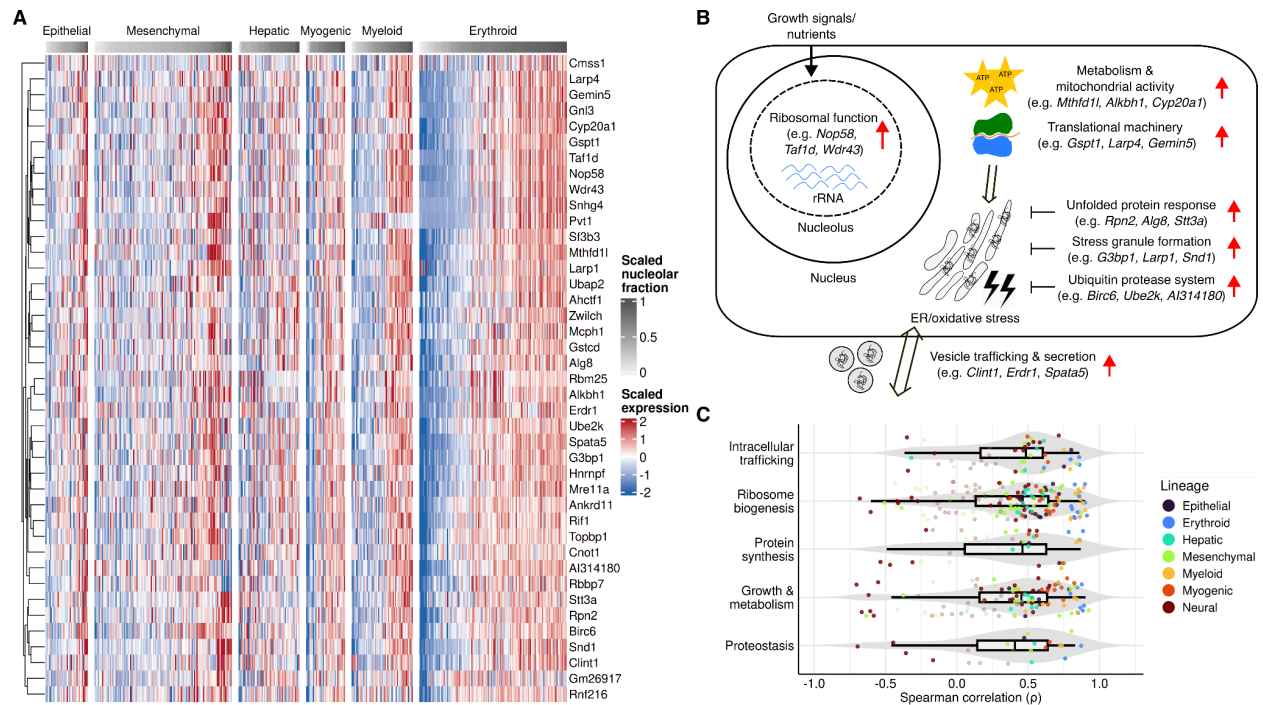 A
Epithelial
Mesenchymal
Hepatic
Myogenic
Myeloid
Erythroid
Cmss1
Larp4
Gemin5
Gnl3
Cyp20a1
Gspt1
Taf1d
Nop58
Wdr43
Snhg4
Pvt1
Sf3b3
Mthfd1l
Larp1
Ubap2
Ahctf1
Zwilch
Mcph1
Gstcd
Alg8
Rbm25
Alkbh1
Erdr1
Ube2k
Spata5
G3bp1
Hnrnpf
Mre11a
Ankrd11
Rif1
Topbp1
Cnot1
AI314180
Rbbp7
Stt3a
Rpn2
Birc6
Snd1
Clint1
Gm26917
Rnf216
Scaled
nucleolar
fraction
1
0.5
0
Scaled
expression
2
1
0
-1
-2
B
Growth signals/
nutrients
Ribosomal function
(e.g. Nop58,
Taf1d, Wdr43)
rRNA
Nucleolus
Nucleus
ATP
ATP
ATP
Metabolism &
mitochondrial activity
(e.g. Mthfd1l, Alkbh1, Cyp20a1)
Translational machinery
(e.g. Gspt1, Larp4, Gemin5)
Unfolded protein response
(e.g. Rpn2, Alg8, Stt3a)
Stress granule formation
(e.g. G3bp1, Larp1, Snd1)
Ubiquitin protease system
(e.g. Birc6, Ube2k, AI314180)
ER/oxidative stress
Vesicle trafficking & secretion
(e.g. Clint1, Erdr1, Spata5)
C
Intracellular
trafficking
Ribosome
biogenesis
Protein
synthesis
Growth &
metabolism
Proteostasis
-1.0
-0.5
0.0
0.5
1.0
Spearman correlation (ρ)
Lineage
Epithelial
Erythroid
Hepatic
Mesenchymal
Myeloid
Myogenic
Neural